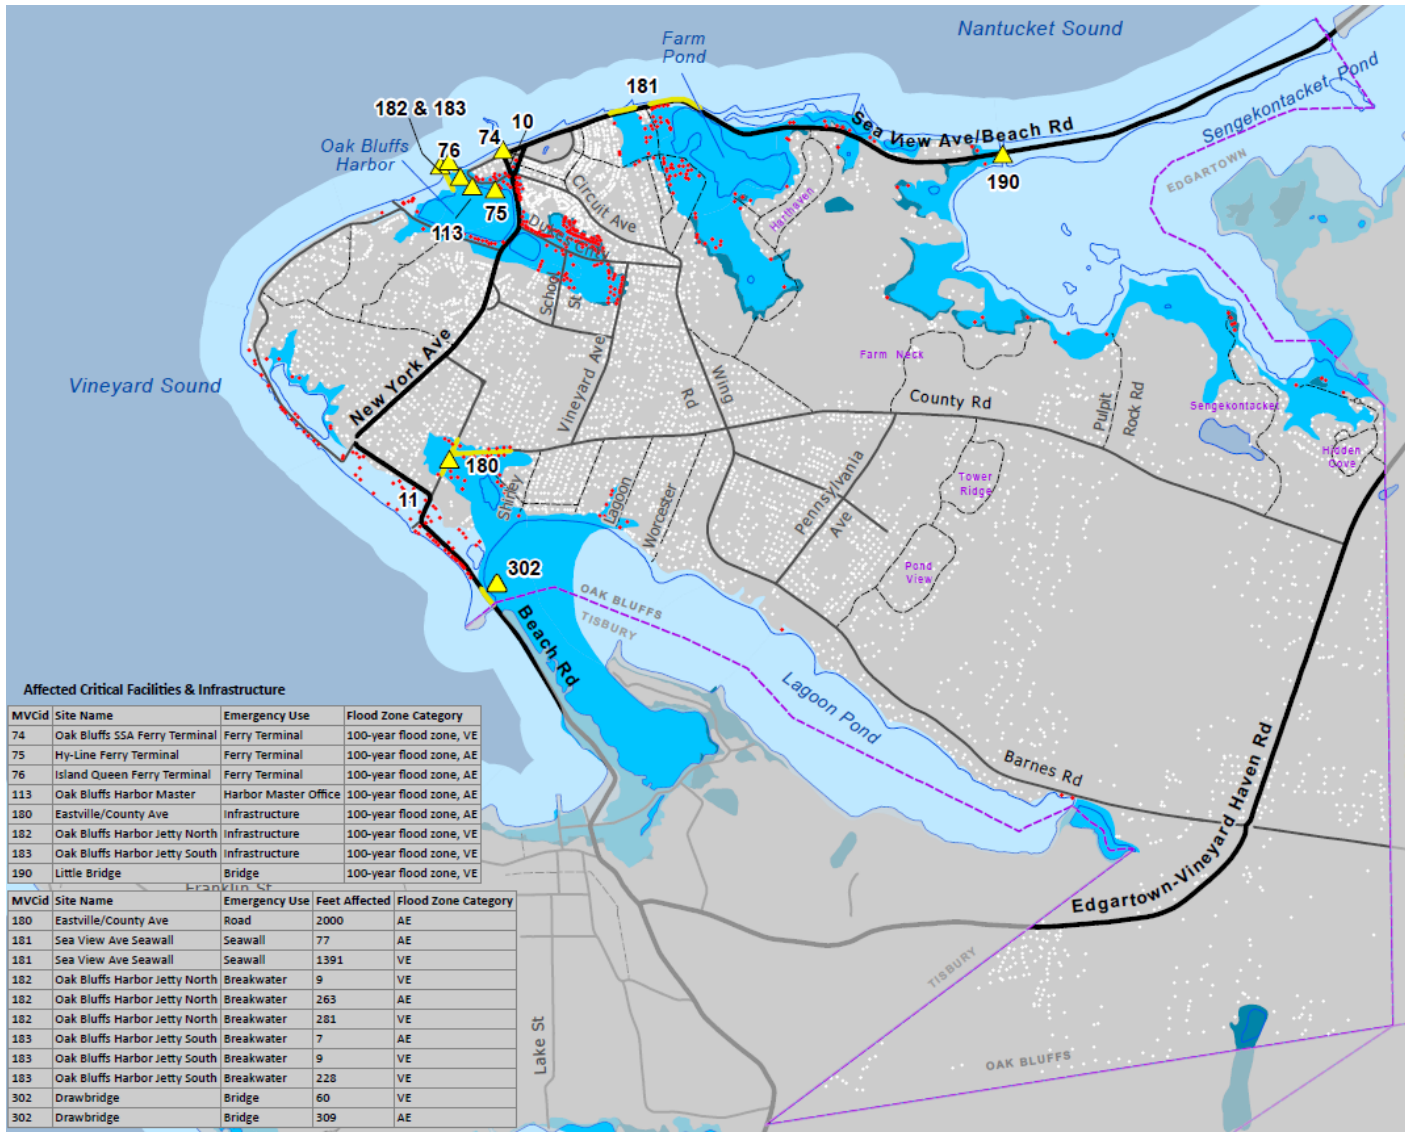 Nantucket Sound
Farm
Pond
Sengekontacket Pond
182 & 183
181
10
74
76
Oak Bluffs
Harbor
Sea View Ave/Beach Rd
EDGARTOWN
190
75
113
Circuit Ave
Harthaven
School
St
Vineyard Sound
New York Ave
Vineyard Ave
Wing
Rd
Farm Neck
County Rd
Pulpit
Rock Rd
Sengekontacket
Hidden
Cove
180
11
Shirley
Lagoon
Worcester
Pennsylvania
Ave
Tower
Ridge
Pond
View
302
OAK BLUFFS
TISBURY
Beach Rd
Lagoon Pond
Barnes Rd
Edgartown-Vineyard Haven Rd
TISBURY
OAK BLUFFS
Lake St
Affected Critical Facilities & Infrastructure
MVCid Site Name Emergency Use Flood Zone Category
74 Oak Bluffs SSA Ferry Terminal Ferry Terminal 100-year flood zone, VE
75 Hy-Line Ferry Terminal Ferry Terminal 100-year flood zone, AE
76 Island Queen Ferry Terminal Ferry Terminal 100-year flood zone, AE
113 Oak Bluffs Harbor Master Harbor Master Office 100-year flood zone, AE
180 Eastville/County Ave Infrastructure 100-year flood zone, AE
182 Oak Bluffs Harbor Jetty North Infrastructure 100-year flood zone, VE
183 Oak Bluffs Harbor Jetty South Infrastructure 100-year flood zone, VE
190 Little Bridge Bridge 100-year flood zone, VE
Franklin St
MVCid Site Name Emergency Use Feet Affected Flood Zone Category
180 Eastville/County Ave Road 2000 AE
181 Sea View Ave Seawall Seawall 77 AE
181 Sea View Ave Seawall Seawall 1391 VE
182 Oak Bluffs Harbor Jetty North Breakwater 9 VE
182 Oak Bluffs Harbor Jetty North Breakwater 263 AE
182 Oak Bluffs Harbor Jetty North Breakwater 281 VE
183 Oak Bluffs Harbor Jetty South Breakwater 7 AE
183 Oak Bluffs Harbor Jetty South Breakwater 9 VE
183 Oak Bluffs Harbor Jetty South Breakwater 228 VE
302 Drawbridge Bridge 60 VE
302 Drawbridge Bridge 309 AE